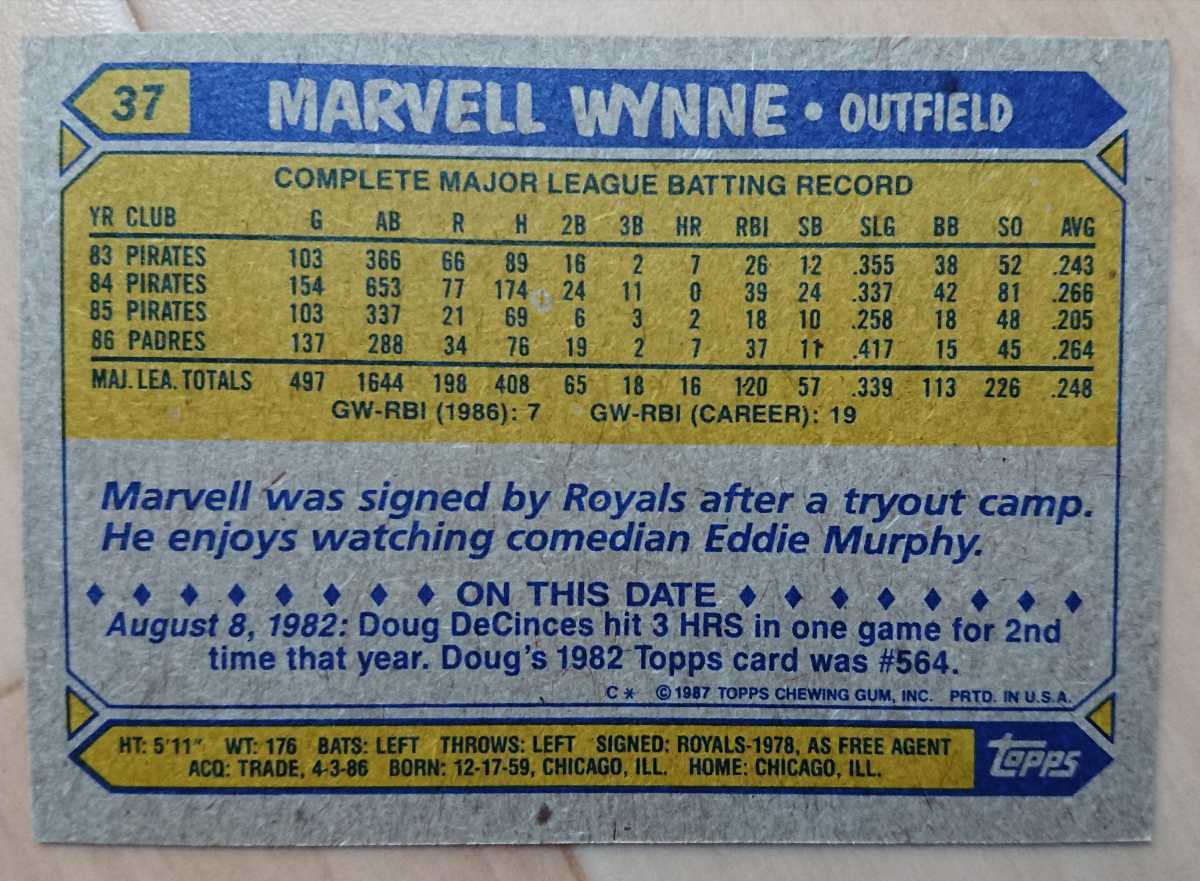 37 MARVELL WYNNE • OUTFIELD
COMPLETE MAJOR LEAGUE BATTING RECORD
YR CLUB G AB R H 2B 3B HR RBI SB SLG BB SO AVG
83 PIRATES 103 366 66 89 16 2 7 26 12 .355 38 52 .243
84 PIRATES 154 653 77 174 24 11 0 39 24 .337 42 81 .266
85 PIRATES 103 337 21 69 6 3 2 18 10 .258 18 48 .205
86 PADRES 137 288 34 76 19 2 7 37 11 .417 15 45 .264
MAJ. LEA. TOTALS 497 1644 198 408 65 18 16 120 57 .339 113 226 .248
GW-RBI (1986): 7 GW-RBI (CAREER): 19
Marvell was signed by Royals after a tryout camp.
He enjoys watching comedian Eddie Murphy.
ON THIS DATE
August 8, 1982: Doug DeCinces hit 3 HRS in one game for 2nd
time that year. Doug's 1982 Topps card was #564.
C* © 1987 TOPPS CHEWING GUM, INC. PRTD. IN U.S.A.
HT: 5'11" WT: 176 BATS: LEFT THROWS: LEFT SIGNED: ROYALS-1978, AS FREE AGENT
ACQ: TRADE, 4-3-86 BORN: 12-17-59, CHICAGO, ILL. HOME: CHICAGO, ILL.
topps